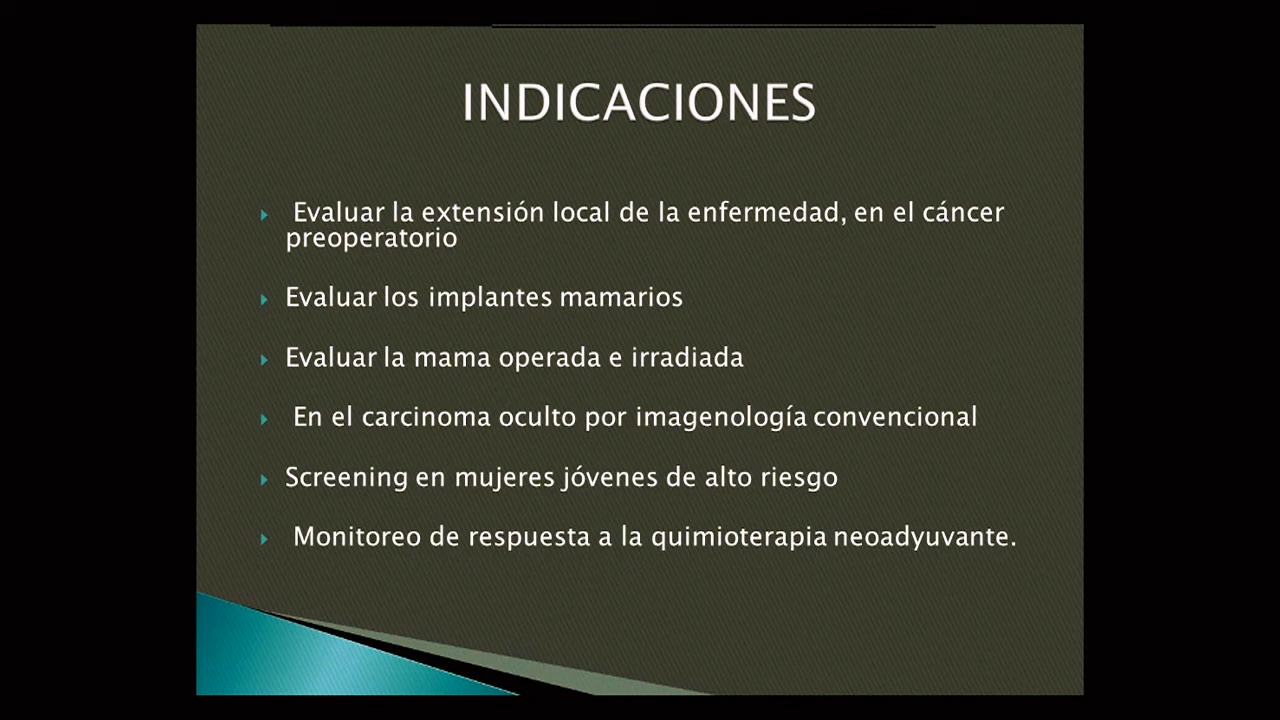 INDICACIONES
Evaluar la extensión local de la enfermedad, en el cáncer
preoperatorio
Evaluar los implantes mamarios
Evaluar la mama operada e irradiada
En el carcinoma oculto por imagenología convencional
Screening en mujeres jóvenes de alto riesgo
Monitoreo de respuesta a la quimioterapia neoadyuvante.